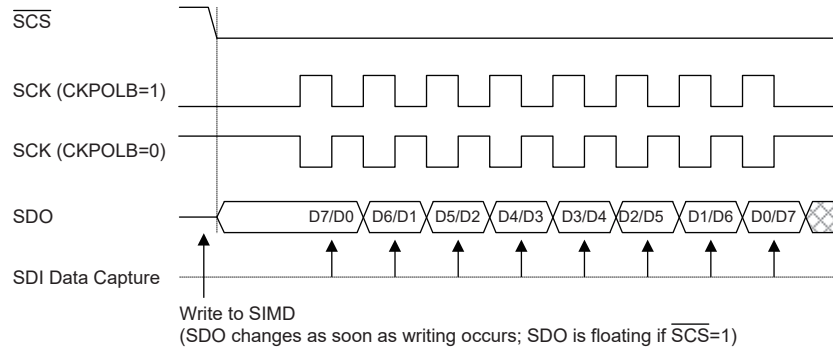 SCS
SCK (CKPOLB=1)
SCK (CKPOLB=0)
SDO D7/D0 D6/D1 D5/D2 D4/D3 D3/D4 D2/D5 D1/D6 D0/D7
SDI Data Capture
Write to SIMD
(SDO changes as soon as writing occurs; SDO is floating if SCS=1)